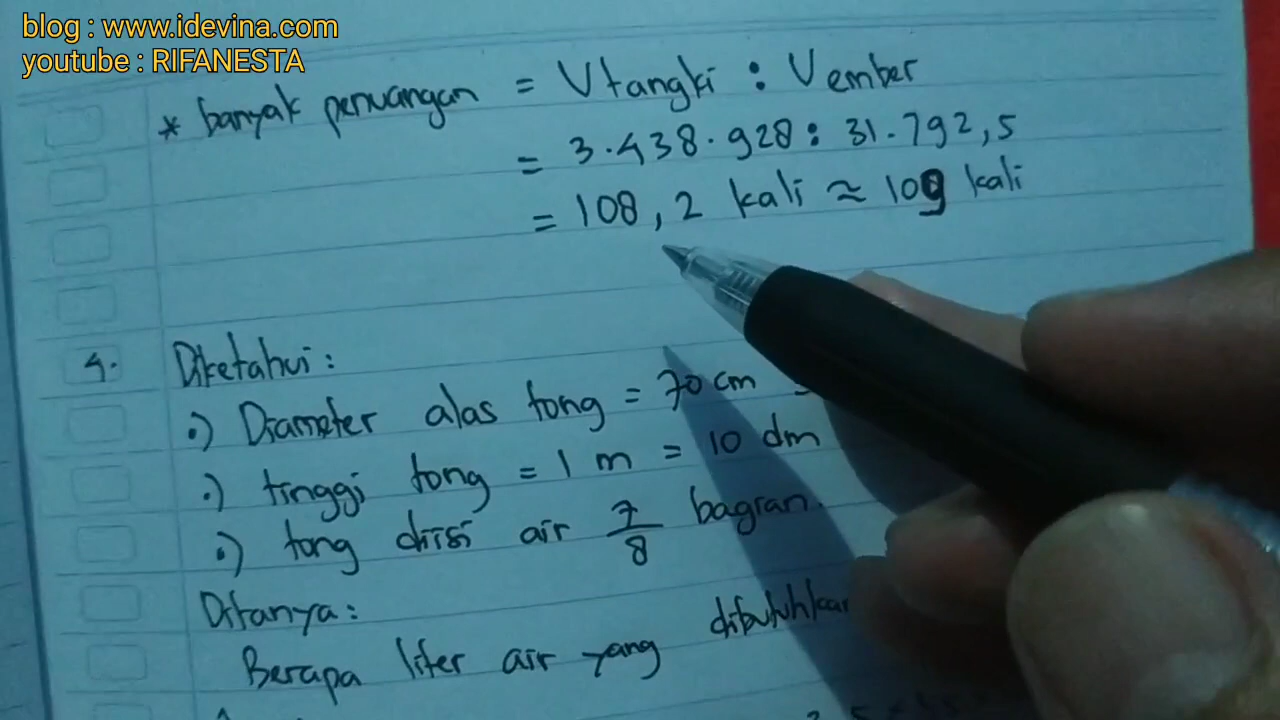 blog : www.idevina.com
youtube : RIFANESTA
* banyak penuangan = Vtangki : Vember
= 3.438.928 : 31.792,5
= 108,2 kali ≈ 109 kali
4. Diketahui:
•) Diameter alas tong = 70 cm =
•) tinggi tong = 1 m = 10 dm
•) tong diisi air 7/8 bagian.
Ditanya:
Berapa liter air yang dibutuhkan